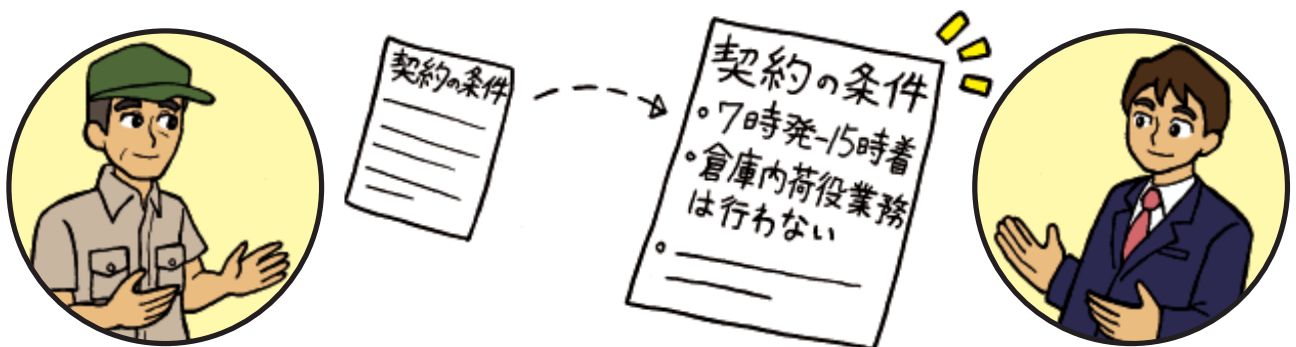 契約の条件
契約の条件
・7時発-15時着
・倉庫内荷役業務
は行わない